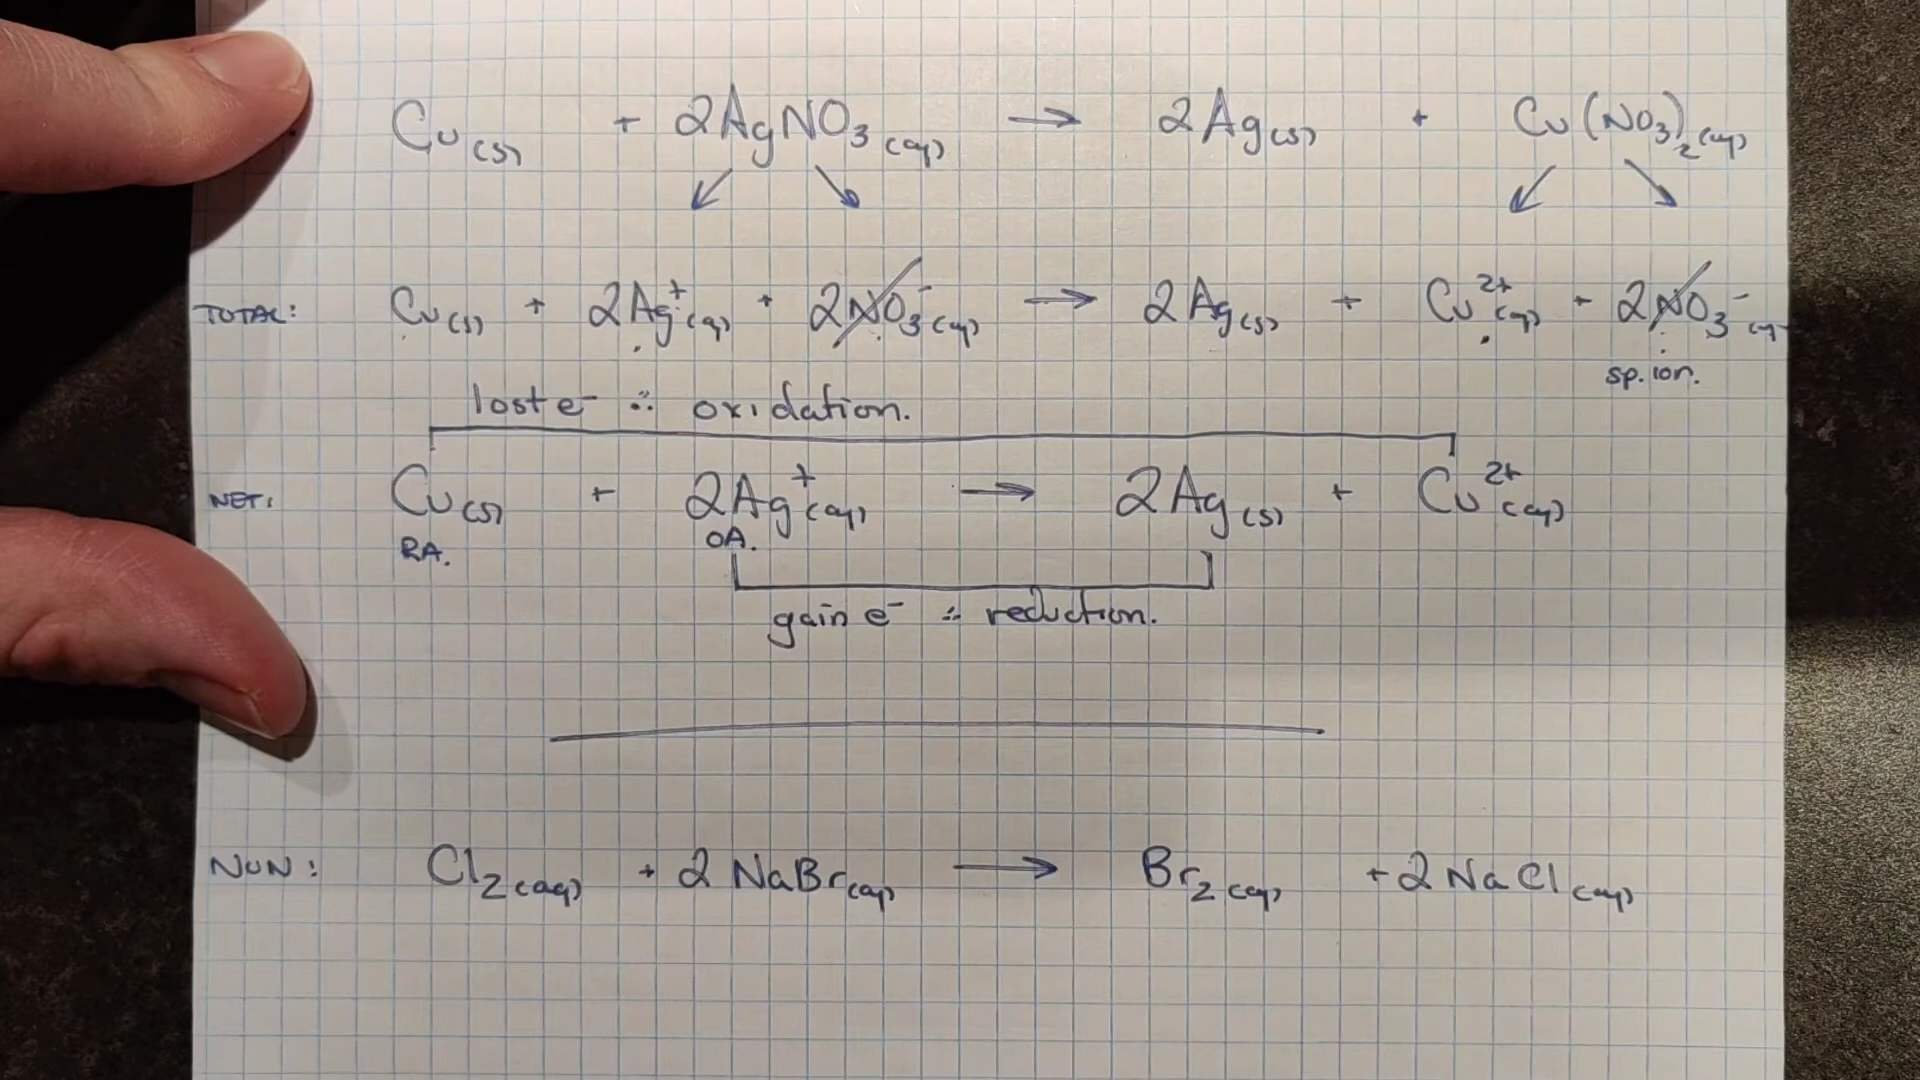 Cu(s) + 2AgNO₃(aq) → 2Ag(s) + Cu(NO₃)₂(aq)
TOTAL: Cu(s) + 2Ag⁺(aq) + 2NO₃⁻(aq) → 2Ag(s) + Cu²⁺(aq) + 2NO₃⁻(aq)
sp. ion.
lost e⁻ ∴ oxidation.
NET: Cu(s) + 2Ag⁺(aq) → 2Ag(s) + Cu²⁺(aq)
RA. OA.
gain e⁻ ∴ reduction.
NON: Cl₂(aq) + 2NaBr(aq) → Br₂(aq) + 2NaCl(aq)